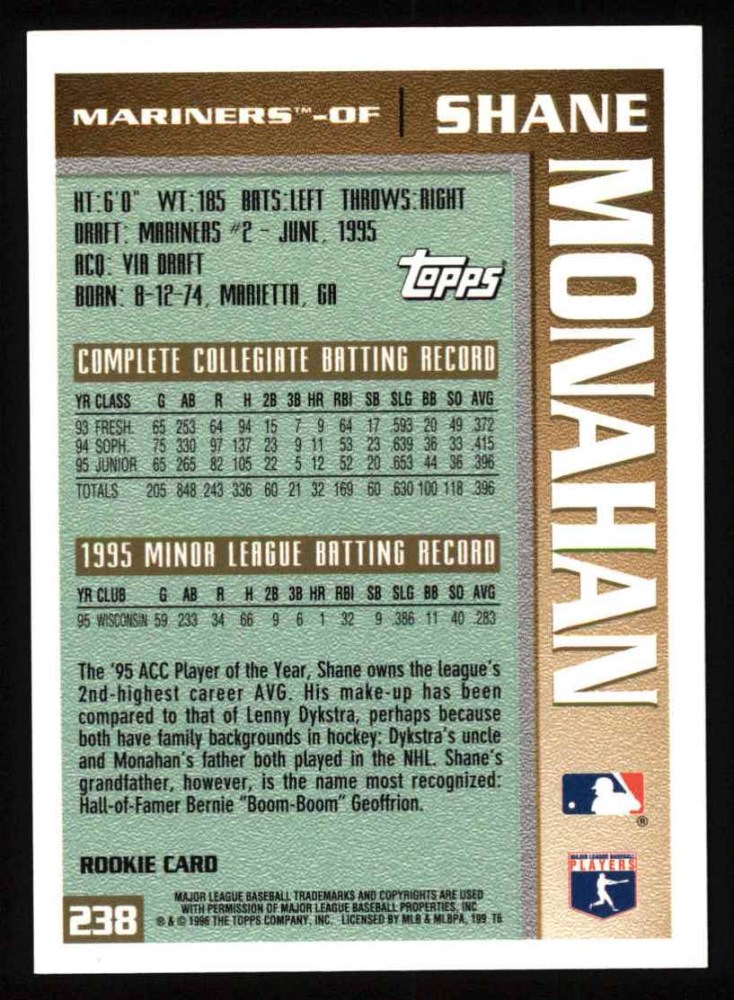 MARINERS™-OF | SHANE
MONAHAN
HT:6'0" WT:185 BATS:LEFT THROWS:RIGHT
DRAFT: MARINERS #2 - JUNE, 1995
ACQ: VIA DRAFT
BORN: 8-12-74, MARIETTA, GA
Topps
COMPLETE COLLEGIATE BATTING RECORD
YR CLASS G AB R H 2B 3B HR RBI SB SLG BB SO AVG
93 FRESH. 65 253 64 94 15 7 9 64 17 .593 20 49 .372
94 SOPH. 75 330 97 137 23 9 11 53 23 .639 36 33 .415
95 JUNIOR 65 265 82 105 22 5 12 52 20 .653 44 36 .396
TOTALS 205 848 243 336 60 21 32 169 60 .630 100 118 .396
1995 MINOR LEAGUE BATTING RECORD
YR CLUB G AB R H 2B 3B HR RBI SB SLG BB SO AVG
95 WISCONSIN 59 233 34 66 9 6 1 32 9 .386 11 40 .283
The '95 ACC Player of the Year, Shane owns the league's
2nd-highest career AVG. His make-up has been
compared to that of Lenny Dykstra, perhaps because
both have family backgrounds in hockey: Dykstra's uncle
and Monahan's father both played in the NHL. Shane's
grandfather, however, is the name most recognized:
Hall-of-Famer Bernie "Boom-Boom" Geoffrion.
®
MAJOR LEAGUE BASEBALL
PLAYERS
ROOKIE CARD
238
MAJOR LEAGUE BASEBALL TRADEMARKS AND COPYRIGHTS ARE USED
WITH PERMISSION OF MAJOR LEAGUE BASEBALL PROPERTIES, INC
® & © 1996 THE TOPPS COMPANY, INC. LICENSED BY MLB & MLBPA, 199 T6